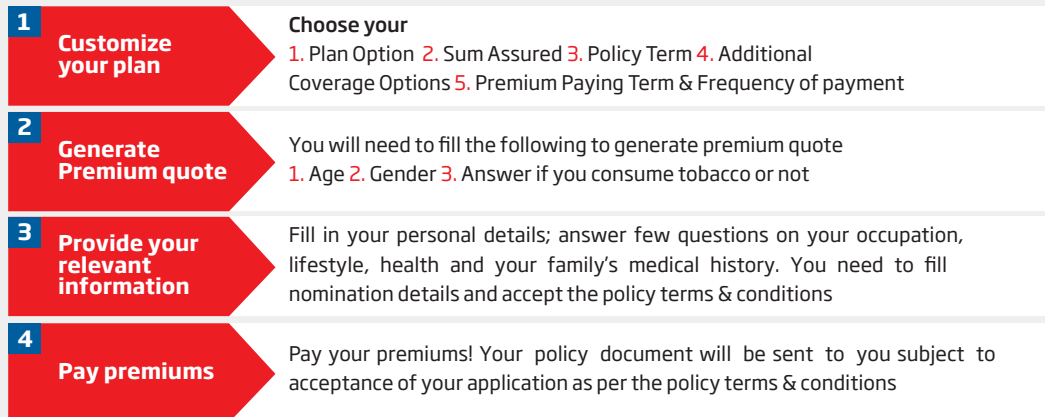 1
Customize
your plan
Choose your
1. Plan Option 2. Sum Assured 3. Policy Term 4. Additional
Coverage Options 5. Premium Paying Term & Frequency of payment
2
Generate
Premium quote
You will need to fill the following to generate premium quote
1. Age 2. Gender 3. Answer if you consume tobacco or not
3
Provide your
relevant
information
Fill in your personal details; answer few questions on your occupation,
lifestyle, health and your family's medical history. You need to fill
nomination details and accept the policy terms & conditions
4
Pay premiums
Pay your premiums! Your policy document will be sent to you subject to
acceptance of your application as per the policy terms & conditions